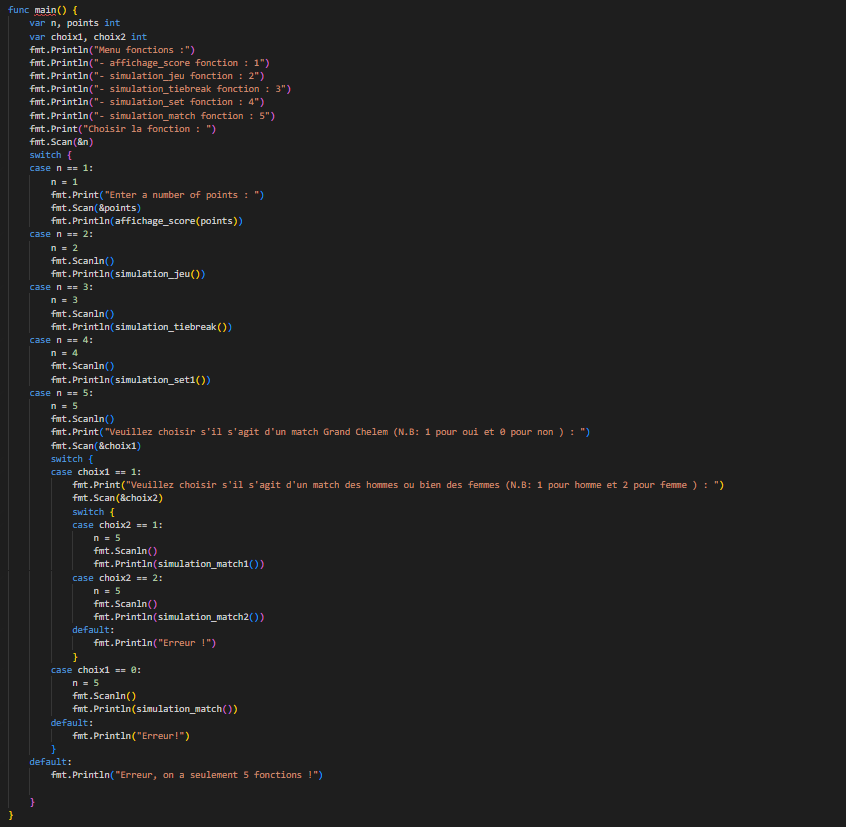 func main() {
    var n, points int
    var choix1, choix2 int
    fmt.Println("Menu fonctions :")
    fmt.Println("- affichage_score fonction : 1")
    fmt.Println("- simulation_jeu fonction : 2")
    fmt.Println("- simulation_tiebreak fonction : 3")
    fmt.Println("- simulation_set fonction : 4")
    fmt.Println("- simulation_match fonction : 5")
    fmt.Print("Choisir la fonction : ")
    fmt.Scan(&n)
    switch {
    case n == 1:
        n = 1
        fmt.Print("Enter a number of points : ")
        fmt.Scan(&points)
        fmt.Println(affichage_score(points))
    case n == 2:
        n = 2
        fmt.Scanln()
        fmt.Println(simulation_jeu())
    case n == 3:
        n = 3
        fmt.Scanln()
        fmt.Println(simulation_tiebreak())
    case n == 4:
        n = 4
        fmt.Scanln()
        fmt.Println(simulation_set1())
    case n == 5:
        n = 5
        fmt.Scanln()
        fmt.Print("Veuillez choisir s'il s'agit d'un match Grand Chelem (N.B: 1 pour oui et 0 pour non ) : ")
        fmt.Scan(&choix1)
        switch {
        case choix1 == 1:
            fmt.Print("Veuillez choisir s'il s'agit d'un match des hommes ou bien des femmes (N.B: 1 pour homme et 2 pour femme ) : ")
            fmt.Scan(&choix2)
            switch {
            case choix2 == 1:
                n = 5
                fmt.Scanln()
                fmt.Println(simulation_match1())
            case choix2 == 2:
                n = 5
                fmt.Scanln()
                fmt.Println(simulation_match2())
            default:
                fmt.Println("Erreur !")
            }
        case choix1 == 0:
            n = 5
            fmt.Scanln()
            fmt.Println(simulation_match())
        default:
            fmt.Println("Erreur!")
        }
    default:
        fmt.Println("Erreur, on a seulement 5 fonctions !")

    }
}